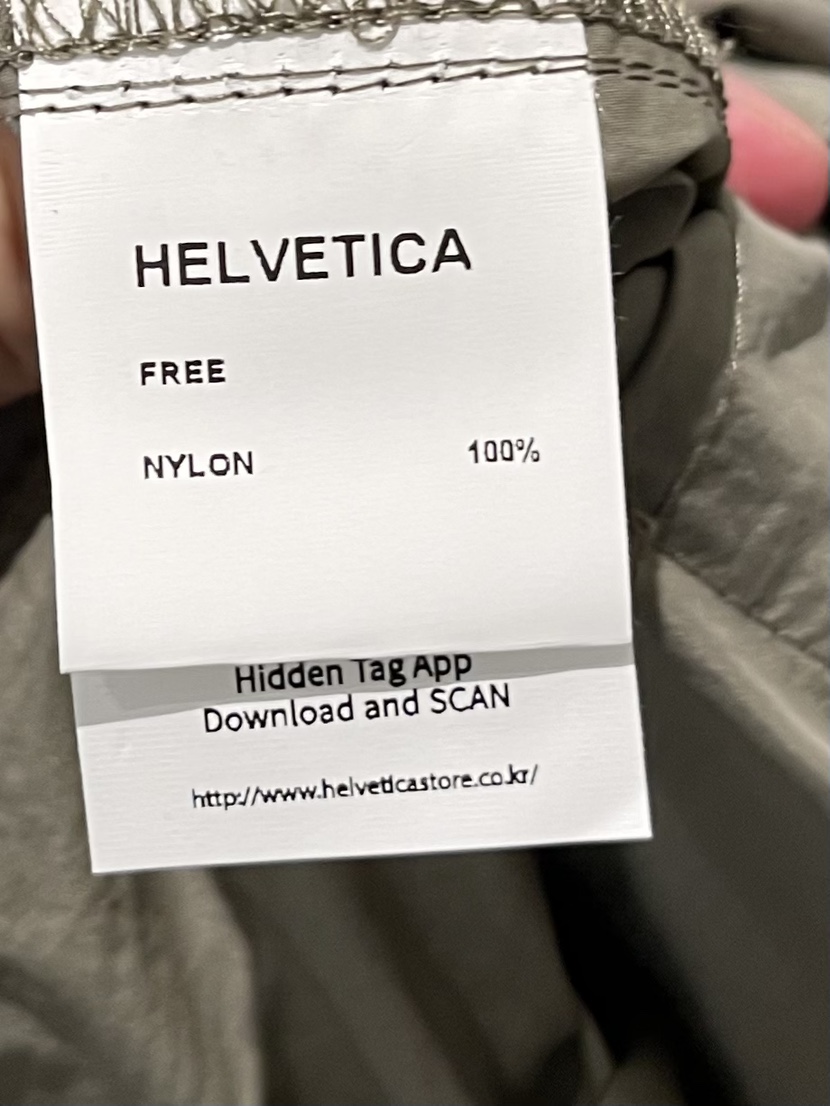 HELVETICA
FREE
NYLON 100%
Hidden Tag App
Download and SCAN
http://www.helveticastore.co.kr/